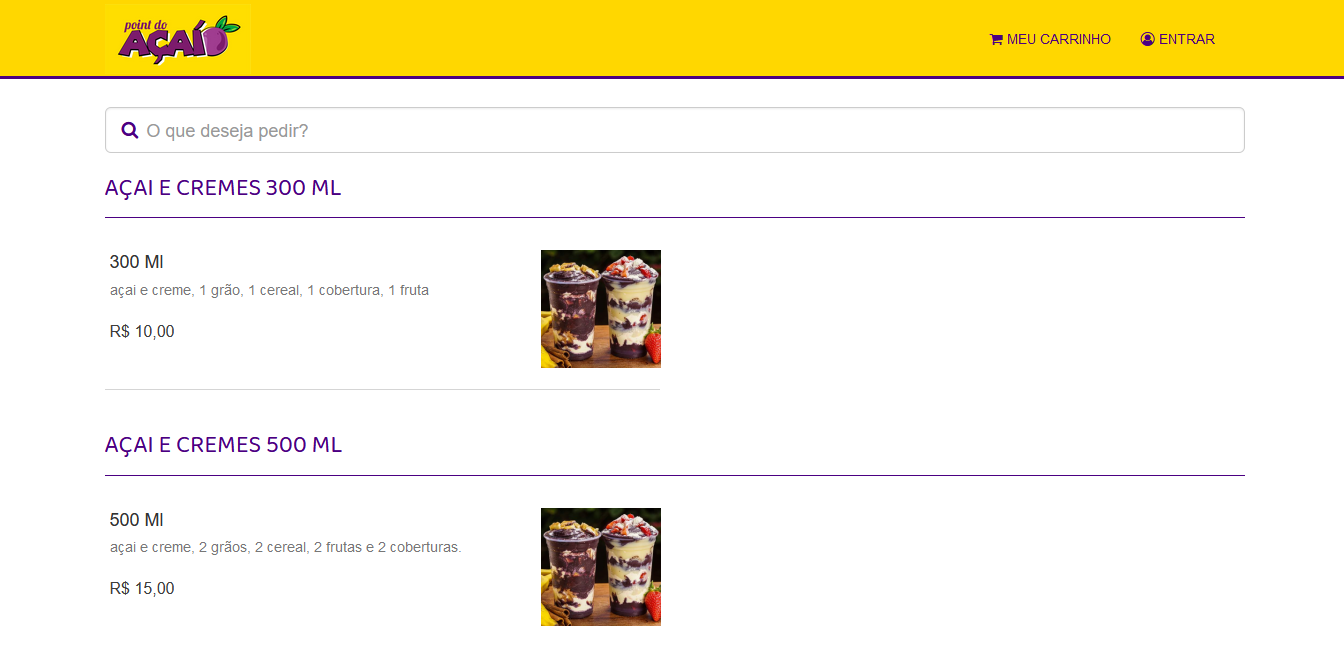 point do
AÇAÍ
MEU CARRINHO
ENTRAR
O que deseja pedir?
AÇAI E CREMES 300 ML
300 Ml
açai e creme, 1 grão, 1 cereal, 1 cobertura, 1 fruta
R$ 10,00
AÇAI E CREMES 500 ML
500 Ml
açai e creme, 2 grãos, 2 cereal, 2 frutas e 2 coberturas.
R$ 15,00